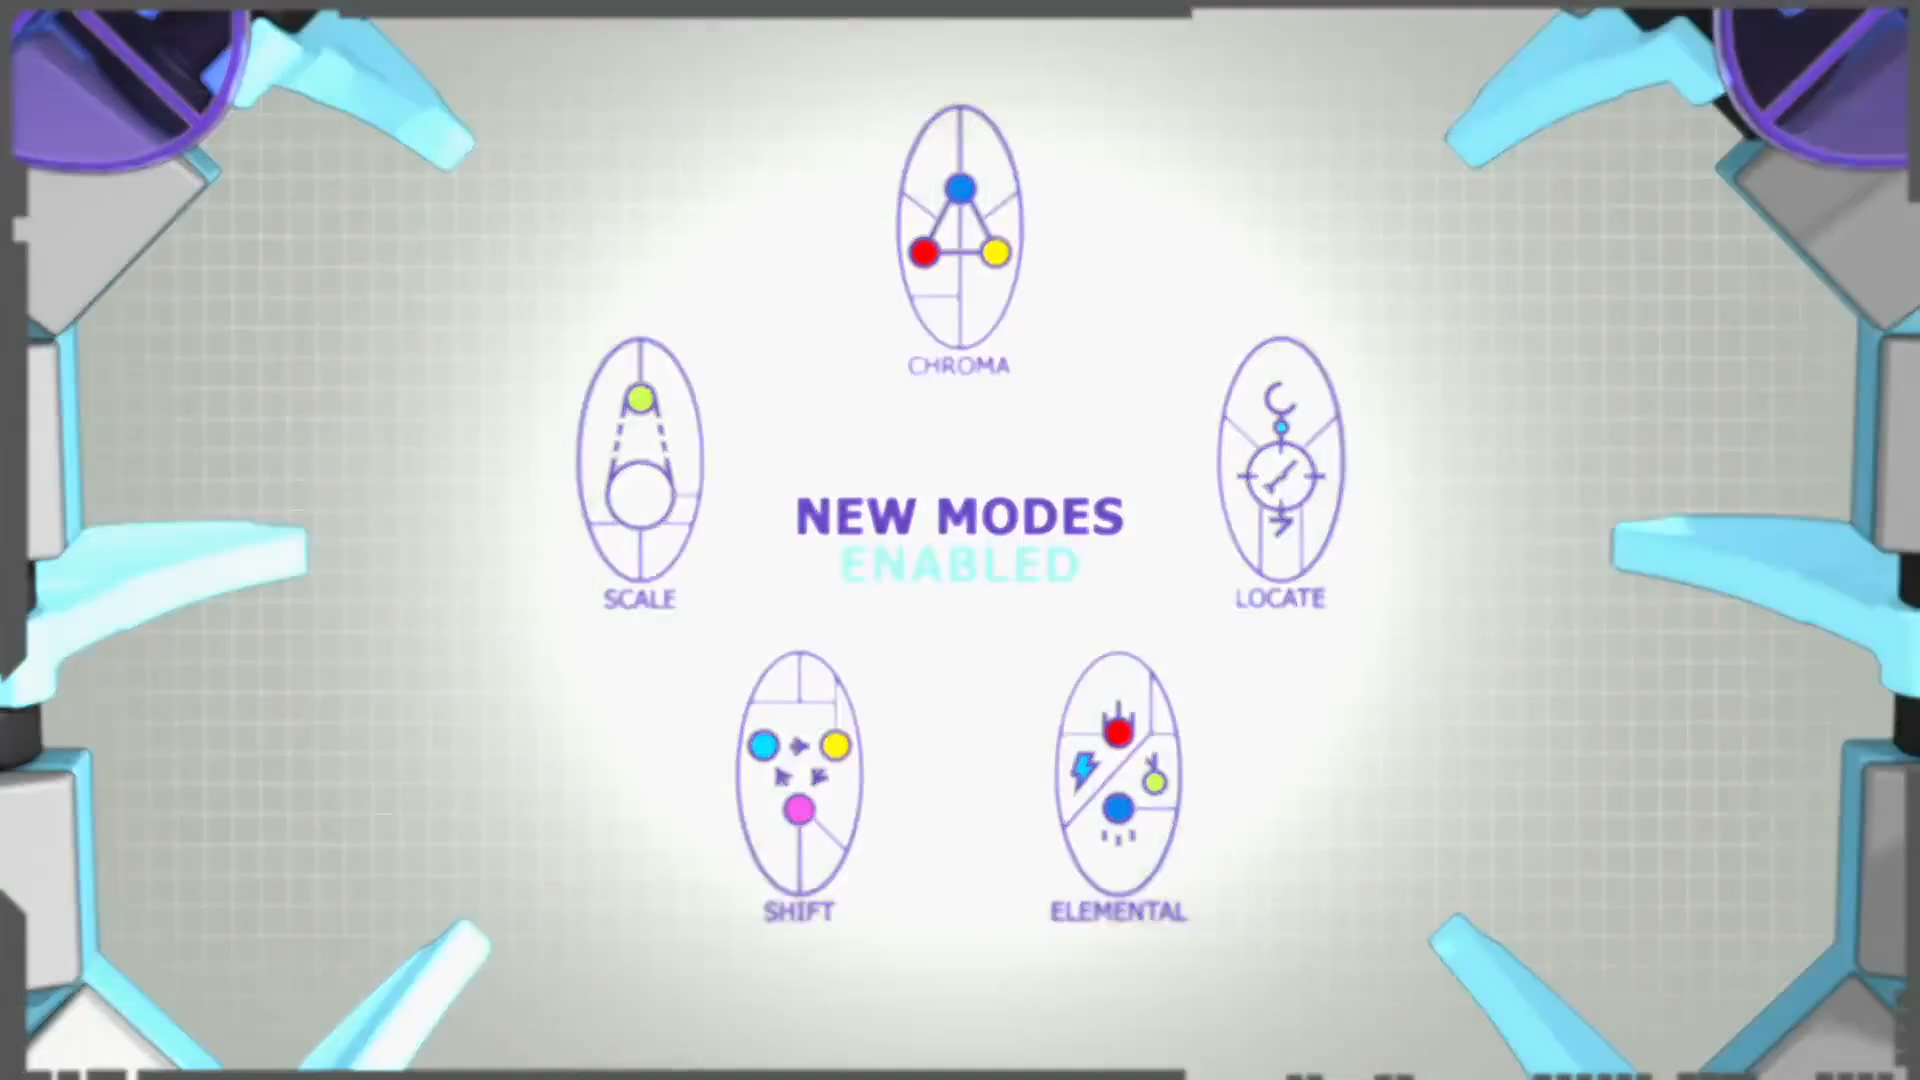 CHROMA
NEW MODES
ENABLED
SCALE
LOCATE
SHIFT
ELEMENTAL